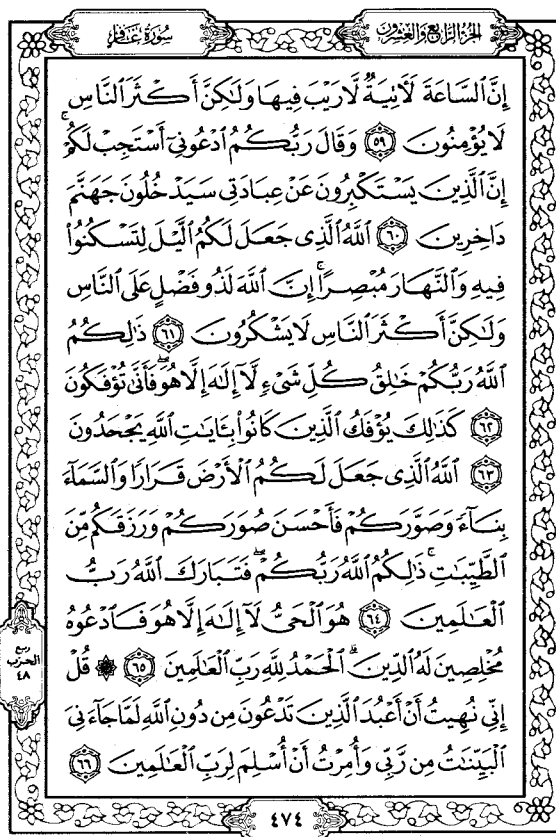 سُورَةُ غَافِرٍ
الجُزْءُ الرَّابِعُ وَالعِشْرُونَ
إِنَّ ٱلسَّاعَةَ لَأٓتِيَةٌ لَّا رَيْبَ فِيهَا وَلَٰكِنَّ أَكْثَرَ ٱلنَّاسِ
لَا يُؤْمِنُونَ ٥٩ وَقَالَ رَبُّكُمُ ٱدْعُونِيٓ أَسْتَجِبْ لَكُمْۚ
إِنَّ ٱلَّذِينَ يَسْتَكْبِرُونَ عَنْ عِبَادَتِي سَيَدْخُلُونَ جَهَنَّمَ
دَاخِرِينَ ٦٠ ٱللَّهُ ٱلَّذِي جَعَلَ لَكُمُ ٱلَّيْلَ لِتَسْكُنُوا۟
فِيهِ وَٱلنَّهَارَ مُبْصِرًاۚ إِنَّ ٱللَّهَ لَذُو فَضْلٍ عَلَى ٱلنَّاسِ
وَلَٰكِنَّ أَكْثَرَ ٱلنَّاسِ لَا يَشْكُرُونَ ٦١ ذَٰلِكُمُ
ٱللَّهُ رَبُّكُمْ خَٰلِقُ كُلِّ شَيْءٍ لَّآ إِلَٰهَ إِلَّا هُوَۖ فَأَنَّىٰ تُؤْفَكُونَ
٦٢ كَذَٰلِكَ يُؤْفَكُ ٱلَّذِينَ كَانُوا۟ بِـَٔايَٰتِ ٱللَّهِ يَجْحَدُونَ
٦٣ ٱللَّهُ ٱلَّذِي جَعَلَ لَكُمُ ٱلْأَرْضَ قَرَارًا وَٱلسَّمَآءَ
بِنَآءً وَصَوَّرَكُمْ فَأَحْسَنَ صُوَرَكُمْ وَرَزَقَكُم مِّنَ
ٱلطَّيِّبَٰتِۚ ذَٰلِكُمُ ٱللَّهُ رَبُّكُمْۖ فَتَبَارَكَ ٱللَّهُ رَبُّ
ٱلْعَٰلَمِينَ ٦٤ هُوَ ٱلْحَيُّ لَآ إِلَٰهَ إِلَّا هُوَ فَٱدْعُوهُ
مُخْلِصِينَ لَهُ ٱلدِّينَۗ ٱلْحَمْدُ لِلَّهِ رَبِّ ٱلْعَٰلَمِينَ ٦٥ ۞ قُلْ
إِنِّي نُهِيتُ أَنْ أَعْبُدَ ٱلَّذِينَ تَدْعُونَ مِن دُونِ ٱللَّهِ لَمَّا جَآءَنِيَ
ٱلْبَيِّنَٰتُ مِن رَّبِّي وَأُمِرْتُ أَنْ أُسْلِمَ لِرَبِّ ٱلْعَٰلَمِينَ ٦٦
ربع
الحزب
٤٨
٤٧٤